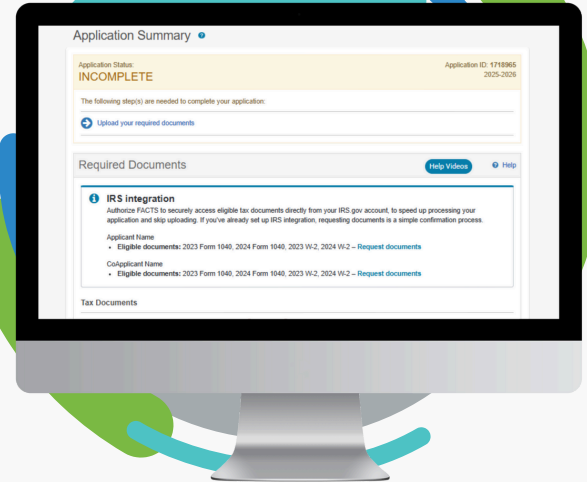 Application Summary ?
Application Status: Application ID: 1718965
INCOMPLETE 2025-2026
The following step(s) are needed to complete your application:
Upload your required documents
Required Documents Help Videos ? Help
IRS integration
Authorize FACTS to securely access eligible tax documents directly from your IRS.gov account, to speed up processing your
application and skip uploading. If you've already set up IRS integration, requesting documents is a simple confirmation process.
Applicant Name
• Eligible documents: 2023 Form 1040, 2024 Form 1040, 2023 W-2, 2024 W-2 – Request documents
CoApplicant Name
• Eligible documents: 2023 Form 1040, 2024 Form 1040, 2023 W-2, 2024 W-2 – Request documents
Tax Documents